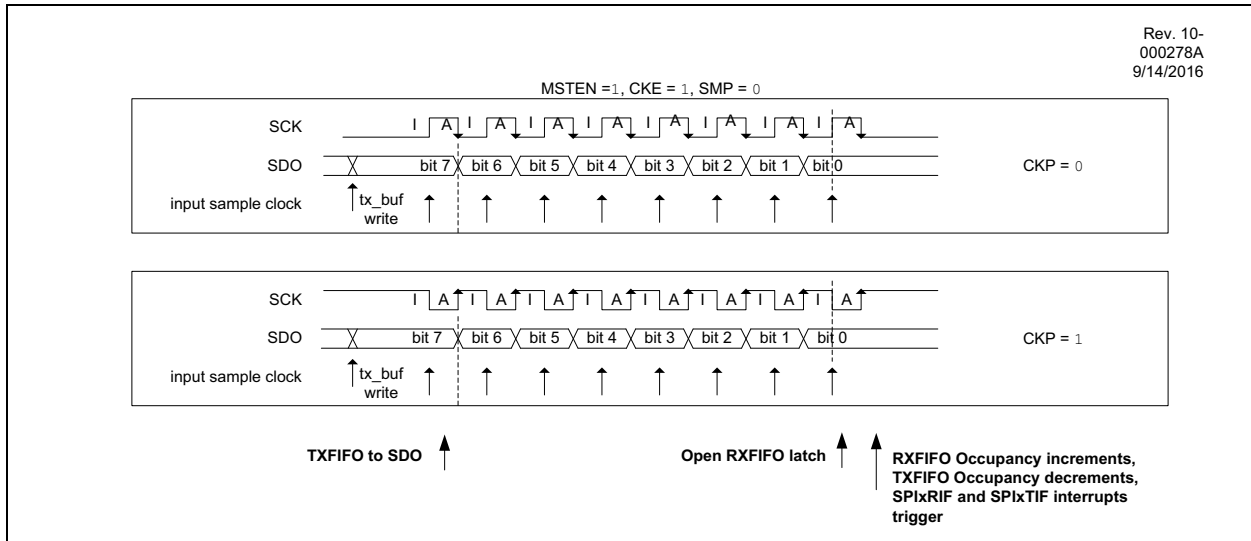 Rev. 10-
000278A
9/14/2016
MSTEN =1, CKE = 1, SMP = 0
SCK I A I A I A I A I A I A I A I A
SDO bit 7 bit 6 bit 5 bit 4 bit 3 bit 2 bit 1 bit 0 CKP = 0
input sample clock tx_buf
write
SCK I A I A I A I A I A I A I A I A
SDO bit 7 bit 6 bit 5 bit 4 bit 3 bit 2 bit 1 bit 0 CKP = 1
input sample clock tx_buf
write
TXFIFO to SDO Open RXFIFO latch RXFIFO Occupancy increments,
TXFIFO Occupancy decrements,
SPIxRIF and SPIxTIF interrupts
trigger